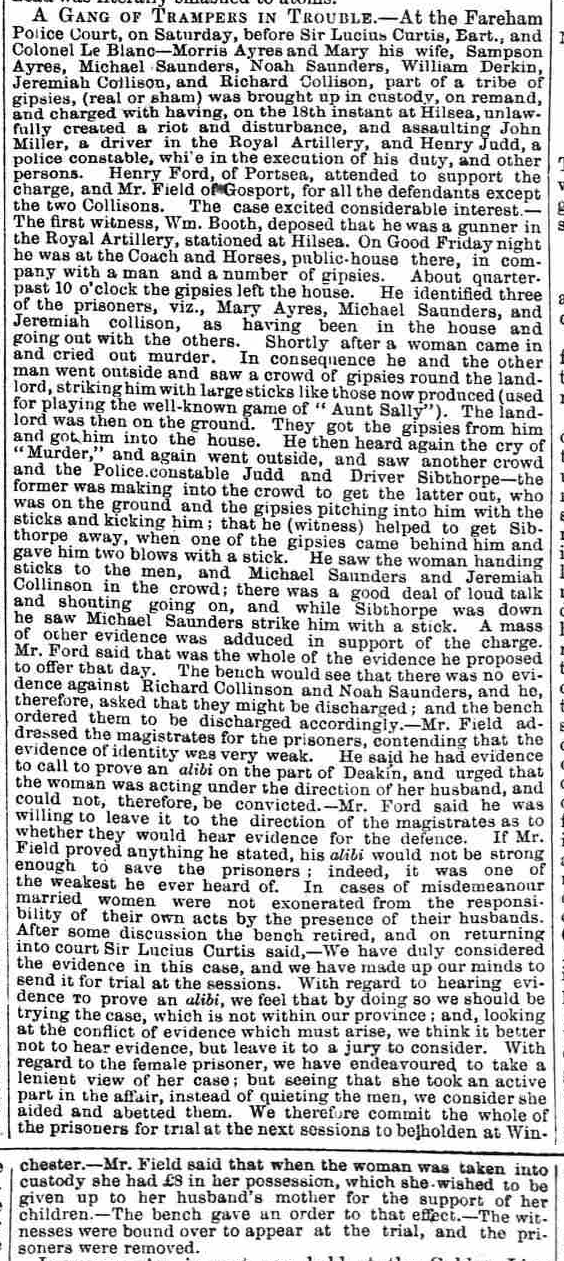 A GANG OF TRAMPERS IN TROUBLE.—At the Fareham
Police Court, on Saturday, before Sir Lucius Curtis, Eart., and
Colonel Le Blanc—Morris Ayres and Mary his wife, Sampson
Ayres, Michael Saunders, Noah Saunders, William Derkin,
Jeremiah Collison, and Richard Collison, part of a tribe of
gipsies, (real or sham) was brought up in custody, on remand,
and charged with having, on the 18th instant at Hilsea, unlaw-
fully created a riot and disturbance, and assaulting John
Miller, a driver in the Royal Artillery, and Henry Judd, a
police constable, whi'e in the execution of his duty, and other
persons. Henry Ford, of Portsea, attended to support the
charge, and Mr. Field of Gosport, for all the defendants except
the two Collisons. The case excited considerable interest.—
The first witness, Wm. Booth, deposed that he was a gunner in
the Royal Artillery, stationed at Hilsea. On Good Friday night
he was at the Coach and Horses, public-house there, in com-
pany with a man and a number of gipsies. About quarter-
past 10 o'clock the gipsies left the house. He identified three
of the prisoners, viz., Mary Ayres, Michael Saunders, and
Jeremiah collison, as having been in the house and
going out with the others. Shortly after a woman came in
and cried out murder. In consequence he and the other
man went outside and saw a crowd of gipsies round the land-
lord, striking him with large sticks like those now produced (used
for playing the well-known game of " Aunt Sally"). The land-
lord was then on the ground. They got the gipsies from him
and got him into the house. He then heard again the cry of
"Murder," and again went outside, and saw another crowd
and the Police.constable Judd and Driver Sibthorpe—the
former was making into the crowd to get the latter out, who
was on the ground and the gipsies pitching into him with the
sticks and kicking him; that he (witness) helped to get Sib-
thorpe away, when one of the gipsies came behind him and
gave him two blows with a stick. He saw the woman handing
sticks to the men, and Michael Saunders and Jeremiah
Collinson in the crowd; there was a good deal of loud talk
and shouting going on, and while Sibthorpe was down
he saw Michael Saunders strike him with a stick. A mass
of other evidence was adduced in support of the charge.
Mr. Ford said that was the whole of the evidence he proposed
to offer that day. The bench would see that there was no evi-
dence against Richard Collinson and Noah Saunders, and he,
therefore, asked that they might be discharged; and the bench
ordered them to be discharged accordingly.—Mr. Field ad-
dressed the magistrates for the prisoners, contending that the
evidence of identity was very weak. He said he had evidence
to call to prove an alibi on the part of Deakin, and urged that
the woman was acting under the direction of her husband, and
could not, therefore, be convicted.—Mr. Ford said he was
willing to leave it to the direction of the magistrates as to
whether they would hear evidence for the defence. If Mr.
Field proved anything he stated, his alibi would not be strong
enough to save the prisoners; indeed, it was one of
the weakest he ever heard of. In cases of misdemeanour
married women were not exonerated from the responsi-
bility of their own acts by the presence of their husbands.
After some discussion the bench retired, and on returning
into court Sir Lucius Curtis said,—We have duly considered
the evidence in this case, and we have made up our minds to
send it for trial at the sessions. With regard to hearing evi-
dence to prove an alibi, we feel that by doing so we should be
trying the case, which is not within our province; and, looking
at the conflict of evidence which must arise, we think it better
not to hear evidence, but leave it to a jury to consider. With
regard to the female prisoner, we have endeavoured to take a
lenient view of her case; but seeing that she took an active
part in the affair, instead of quieting the men, we consider she
aided and abetted them. We therefore commit the whole of
the prisoners for trial at the next sessions to be holden at Win-
chester.—Mr. Field said that when the woman was taken into
custody she had £8 in her possession, which she wished to be
given up to her husband's mother for the support of her
children.—The bench gave an order to that effect.—The wit-
nesses were bound over to appear at the trial, and the pri-
soners were removed.